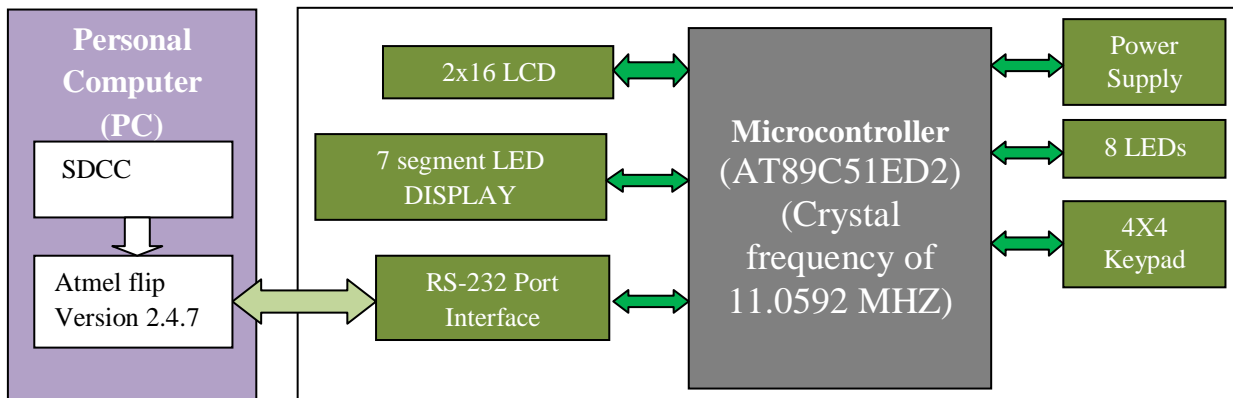 Personal
Computer
(PC)
SDCC
Atmel flip
Version 2.4.7
2x16 LCD
7 segment LED
DISPLAY
RS-232 Port
Interface
Microcontroller
(AT89C51ED2)
(Crystal
frequency of
11.0592 MHZ)
Power
Supply
8 LEDs
4X4
Keypad